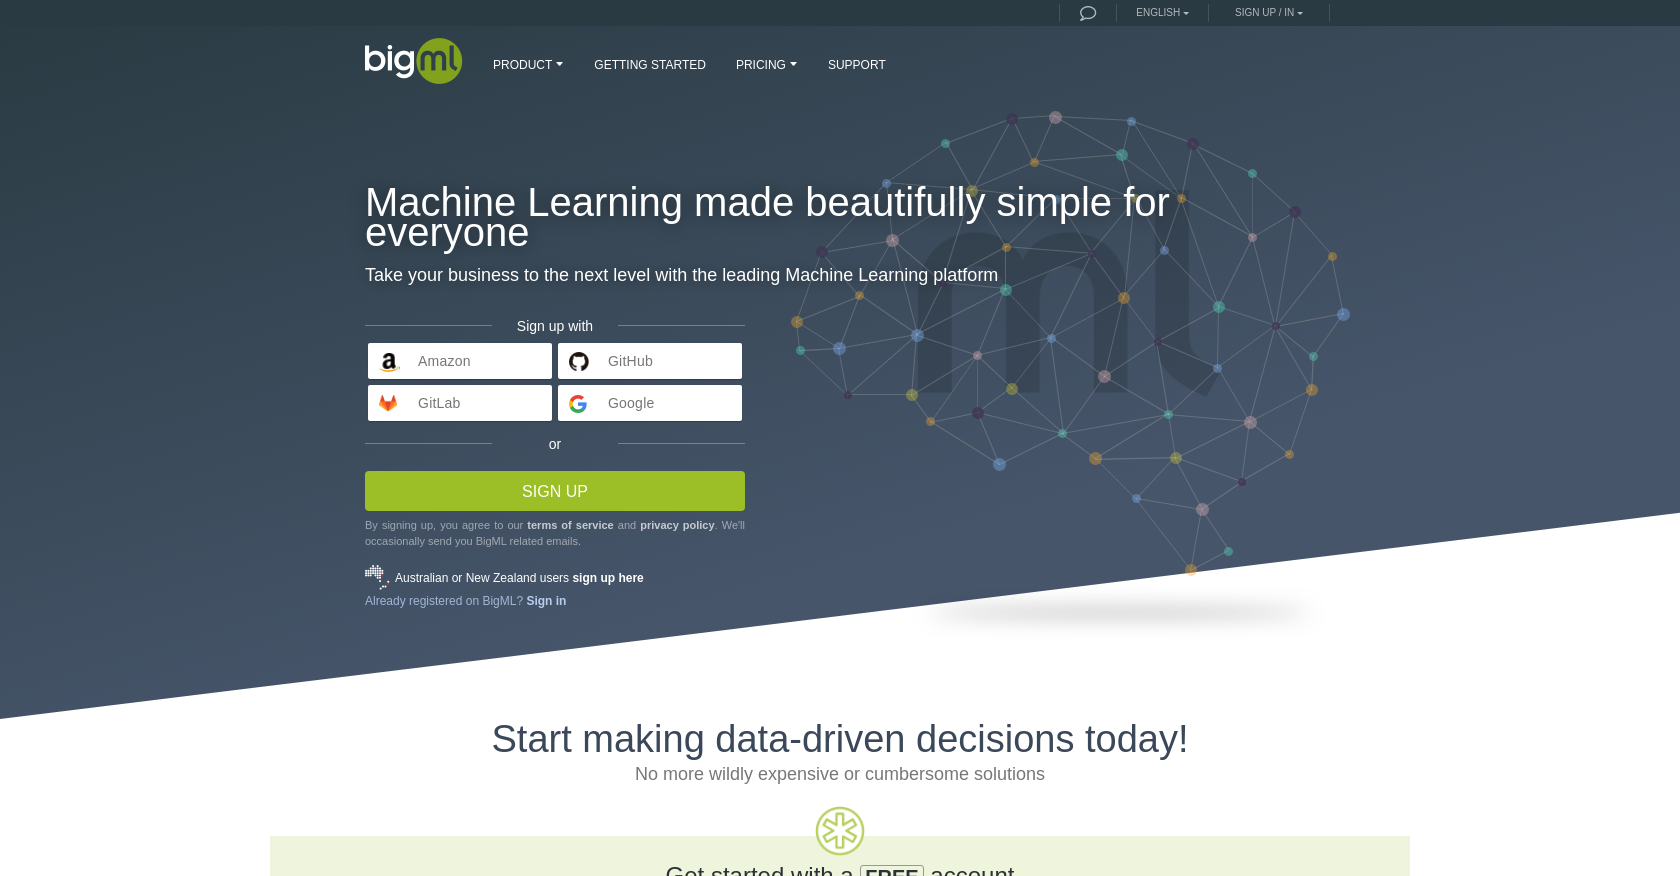 ENGLISH
SIGN UP / IN
bigml
PRODUCT
GETTING STARTED
PRICING
SUPPORT
ml
Machine Learning made beautifully simple for
everyone
Take your business to the next level with the leading Machine Learning platform
Sign up with
Amazon
GitHub
GitLab
Google
or
SIGN UP
By signing up, you agree to our terms of service and privacy policy. We'll
occasionally send you BigML related emails.
Australian or New Zealand users sign up here
Already registered on BigML? Sign in
Start making data-driven decisions today!
No more wildly expensive or cumbersome solutions
Get started with a FREE account